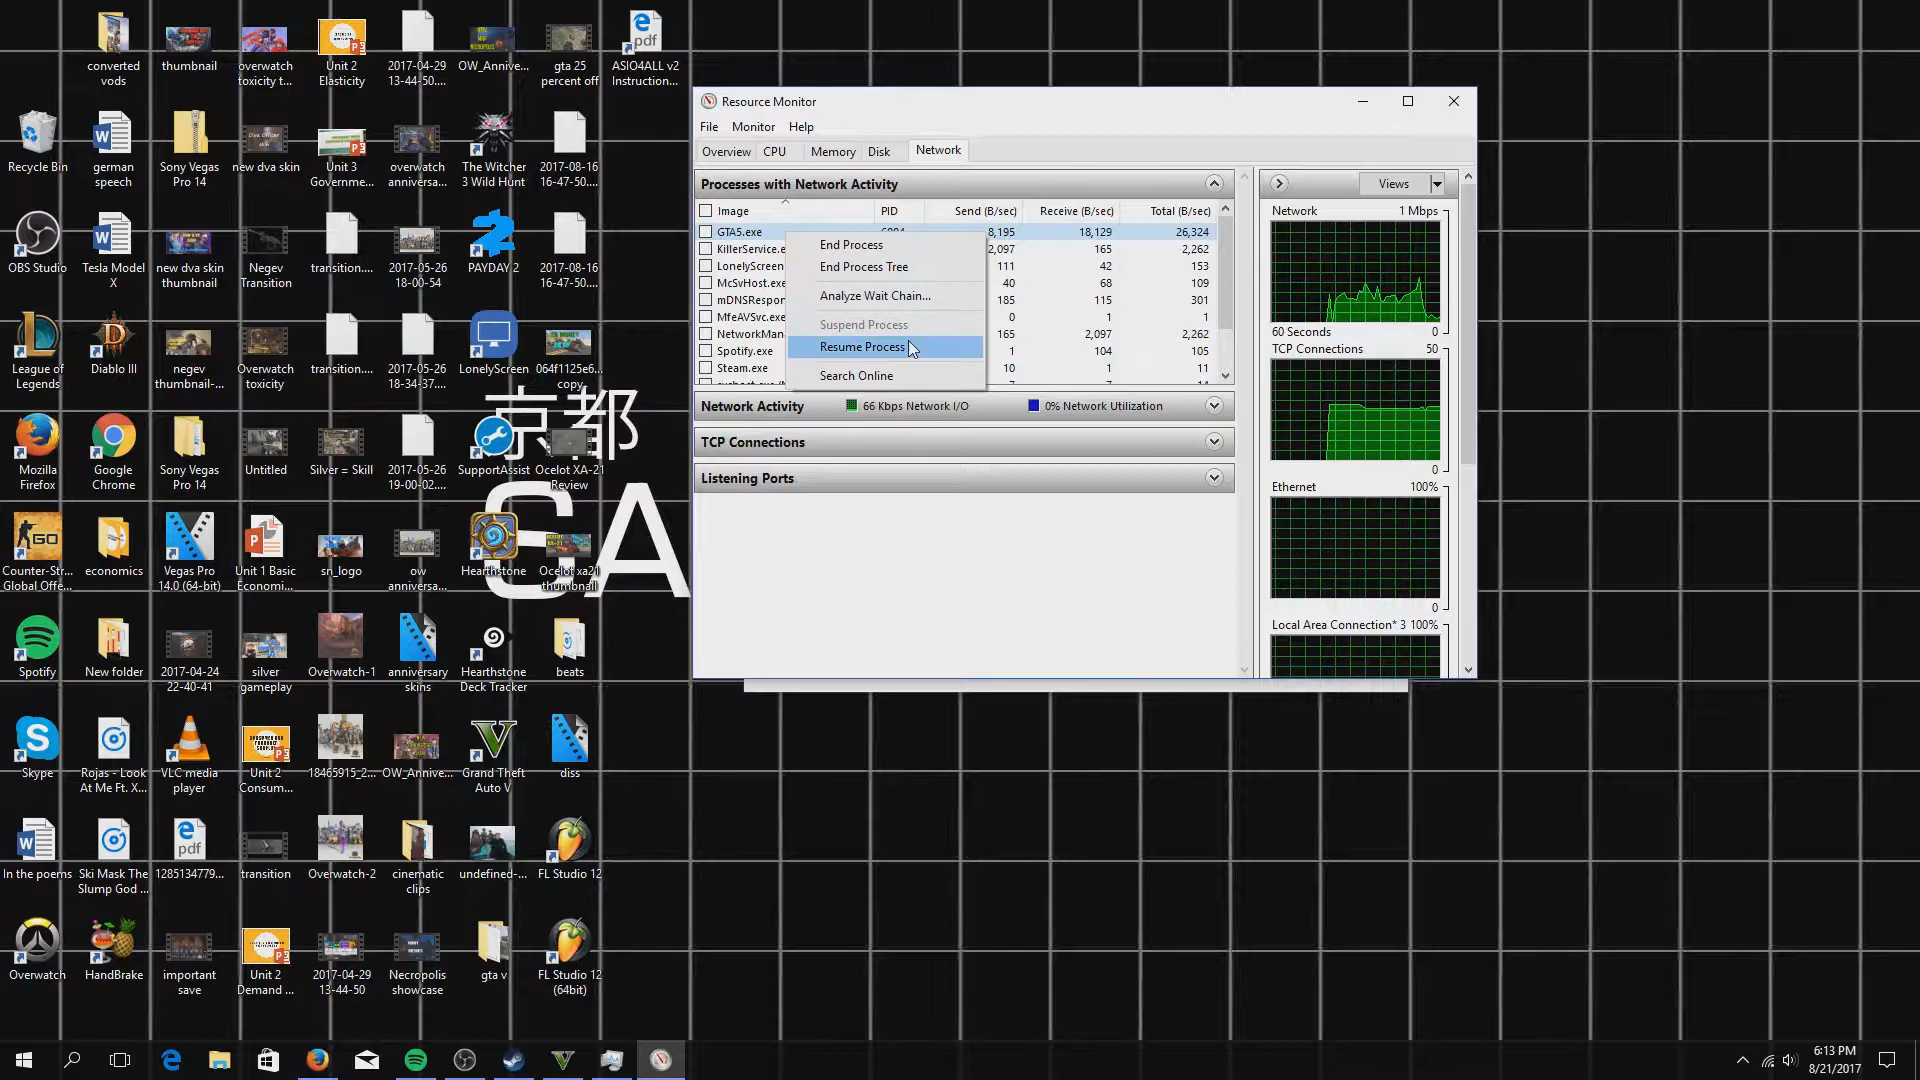 converted
vods
thumbnail
overwatch
toxicity t...
Unit 2
Elasticity
2017-04-29
13-44-50....
OW_Annive...
gta 25
percent off
ASIO4ALL v2
Instruction...
Recycle Bin
german
speech
Sony Vegas
Pro 14
new dva skin
Unit 3
Governme...
overwatch
anniversa...
The Witcher
3 Wild Hunt
2017-08-16
16-47-50....
OBS Studio
Tesla Model
X
new dva skin
thumbnail
Negev
Transition
transition....
2017-05-26
18-00-54
PAYDAY 2
2017-08-16
16-47-50....
League of
Legends
Diablo III
negev
thumbnail-...
Overwatch
toxicity
transition....
2017-05-26
18-34-37....
LonelyScreen
064f1125e6...
copy
京都
CA
Mozilla
Firefox
Google
Chrome
Sony Vegas
Pro 14
Untitled
Silver = Skill
2017-05-26
19-00-02....
SupportAssist
Ocelot XA-21
Review
Counter-Str...
Global Offe...
economics
Vegas Pro
14.0 (64-bit)
Unit 1 Basic
Economi...
sn_logo
ow
anniversa...
Hearthstone
Ocelot xa21
thumbnail
Spotify
New folder
2017-04-24
22-40-41
silver
gameplay
Overwatch-1
anniversary
skins
Hearthstone
Deck Tracker
beats
Skype
Rojas - Look
At Me Ft. X...
VLC media
player
Unit 2
Consum...
18465915_2...
OW_Annive...
Grand Theft
Auto V
diss
In the poems
Ski Mask The
Slump God ...
1285134779...
transition
Overwatch-2
cinematic
clips
undefined-...
FL Studio 12
Overwatch
HandBrake
important
save
Unit 2
Demand ...
2017-04-29
13-44-50
Necropolis
showcase
gta v
FL Studio 12
(64bit)
Resource Monitor
File Monitor Help
Overview CPU Memory Disk Network
Processes with Network Activity
Image PID Send (B/sec) Receive (B/sec) Total (B/sec)
GTA5.exe 8,195 18,129 26,324
KillerService.e 2,097 165 2,262
LonelyScreen 111 42 153
McSvHost.exe 40 68 109
mDNSRespon 185 115 301
MfeAVSvc.exe 0 1 1
NetworkMan 165 2,097 2,262
Spotify.exe 1 104 105
Steam.exe 10 1 11
End Process
End Process Tree
Analyze Wait Chain...
Suspend Process
Resume Process
Search Online
Network Activity 66 Kbps Network I/O 0% Network Utilization
TCP Connections
Listening Ports
Views
Network 1 Mbps
60 Seconds 0
TCP Connections 50
0
Ethernet 100%
0
Local Area Connection* 3 100%
6:13 PM
8/21/2017